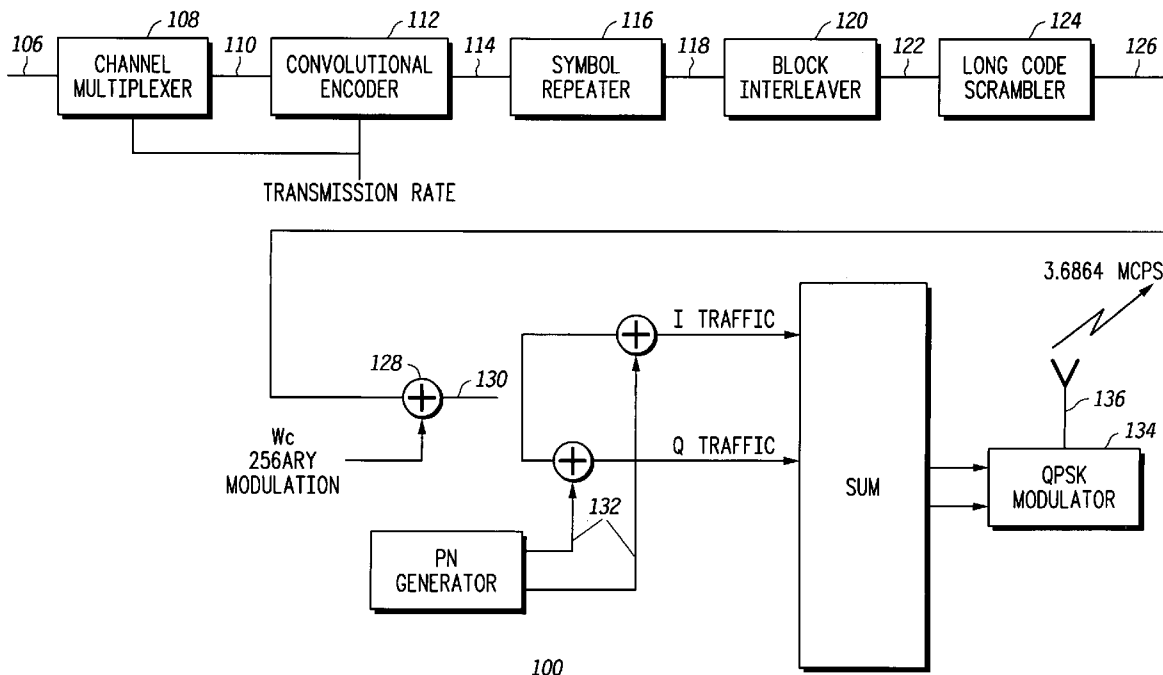 106
108
CHANNEL
MULTIPLEXER
110
112
CONVOLUTIONAL
ENCODER
114
116
SYMBOL
REPEATER
118
120
BLOCK
INTERLEAVER
122
124
LONG CODE
SCRAMBLER
126
TRANSMISSION RATE
3.6864 MCPS
I TRAFFIC
128
130
Wc
256ARY
MODULATION
Q TRAFFIC
SUM
136
134
QPSK
MODULATOR
132
PN
GENERATOR
100